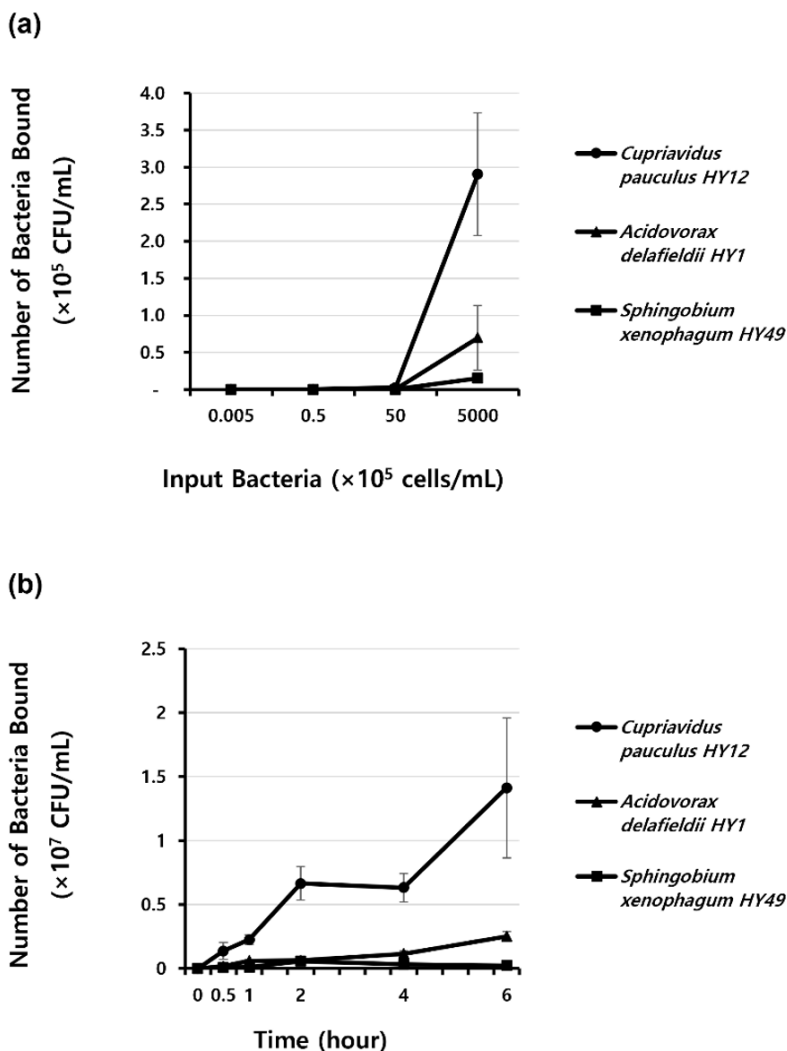 (a)
Number of Bacteria Bound
(×10⁵ CFU/mL)
4.0
3.5
3.0
2.5
2.0
1.5
1.0
0.5
-
0.005 0.5 50 5000
Input Bacteria (×10⁵ cells/mL)
Cupriavidus
pauculus HY12
Acidovorax
delafieldii HY1
Sphingobium
xenophagum HY49
(b)
Number of Bacteria Bound
(×10⁷ CFU/mL)
2.5
2
1.5
1
0.5
0
0 0.5 1 2 4 6
Time (hour)
Cupriavidus
pauculus HY12
Acidovorax
delafieldii HY1
Sphingobium
xenophagum HY49